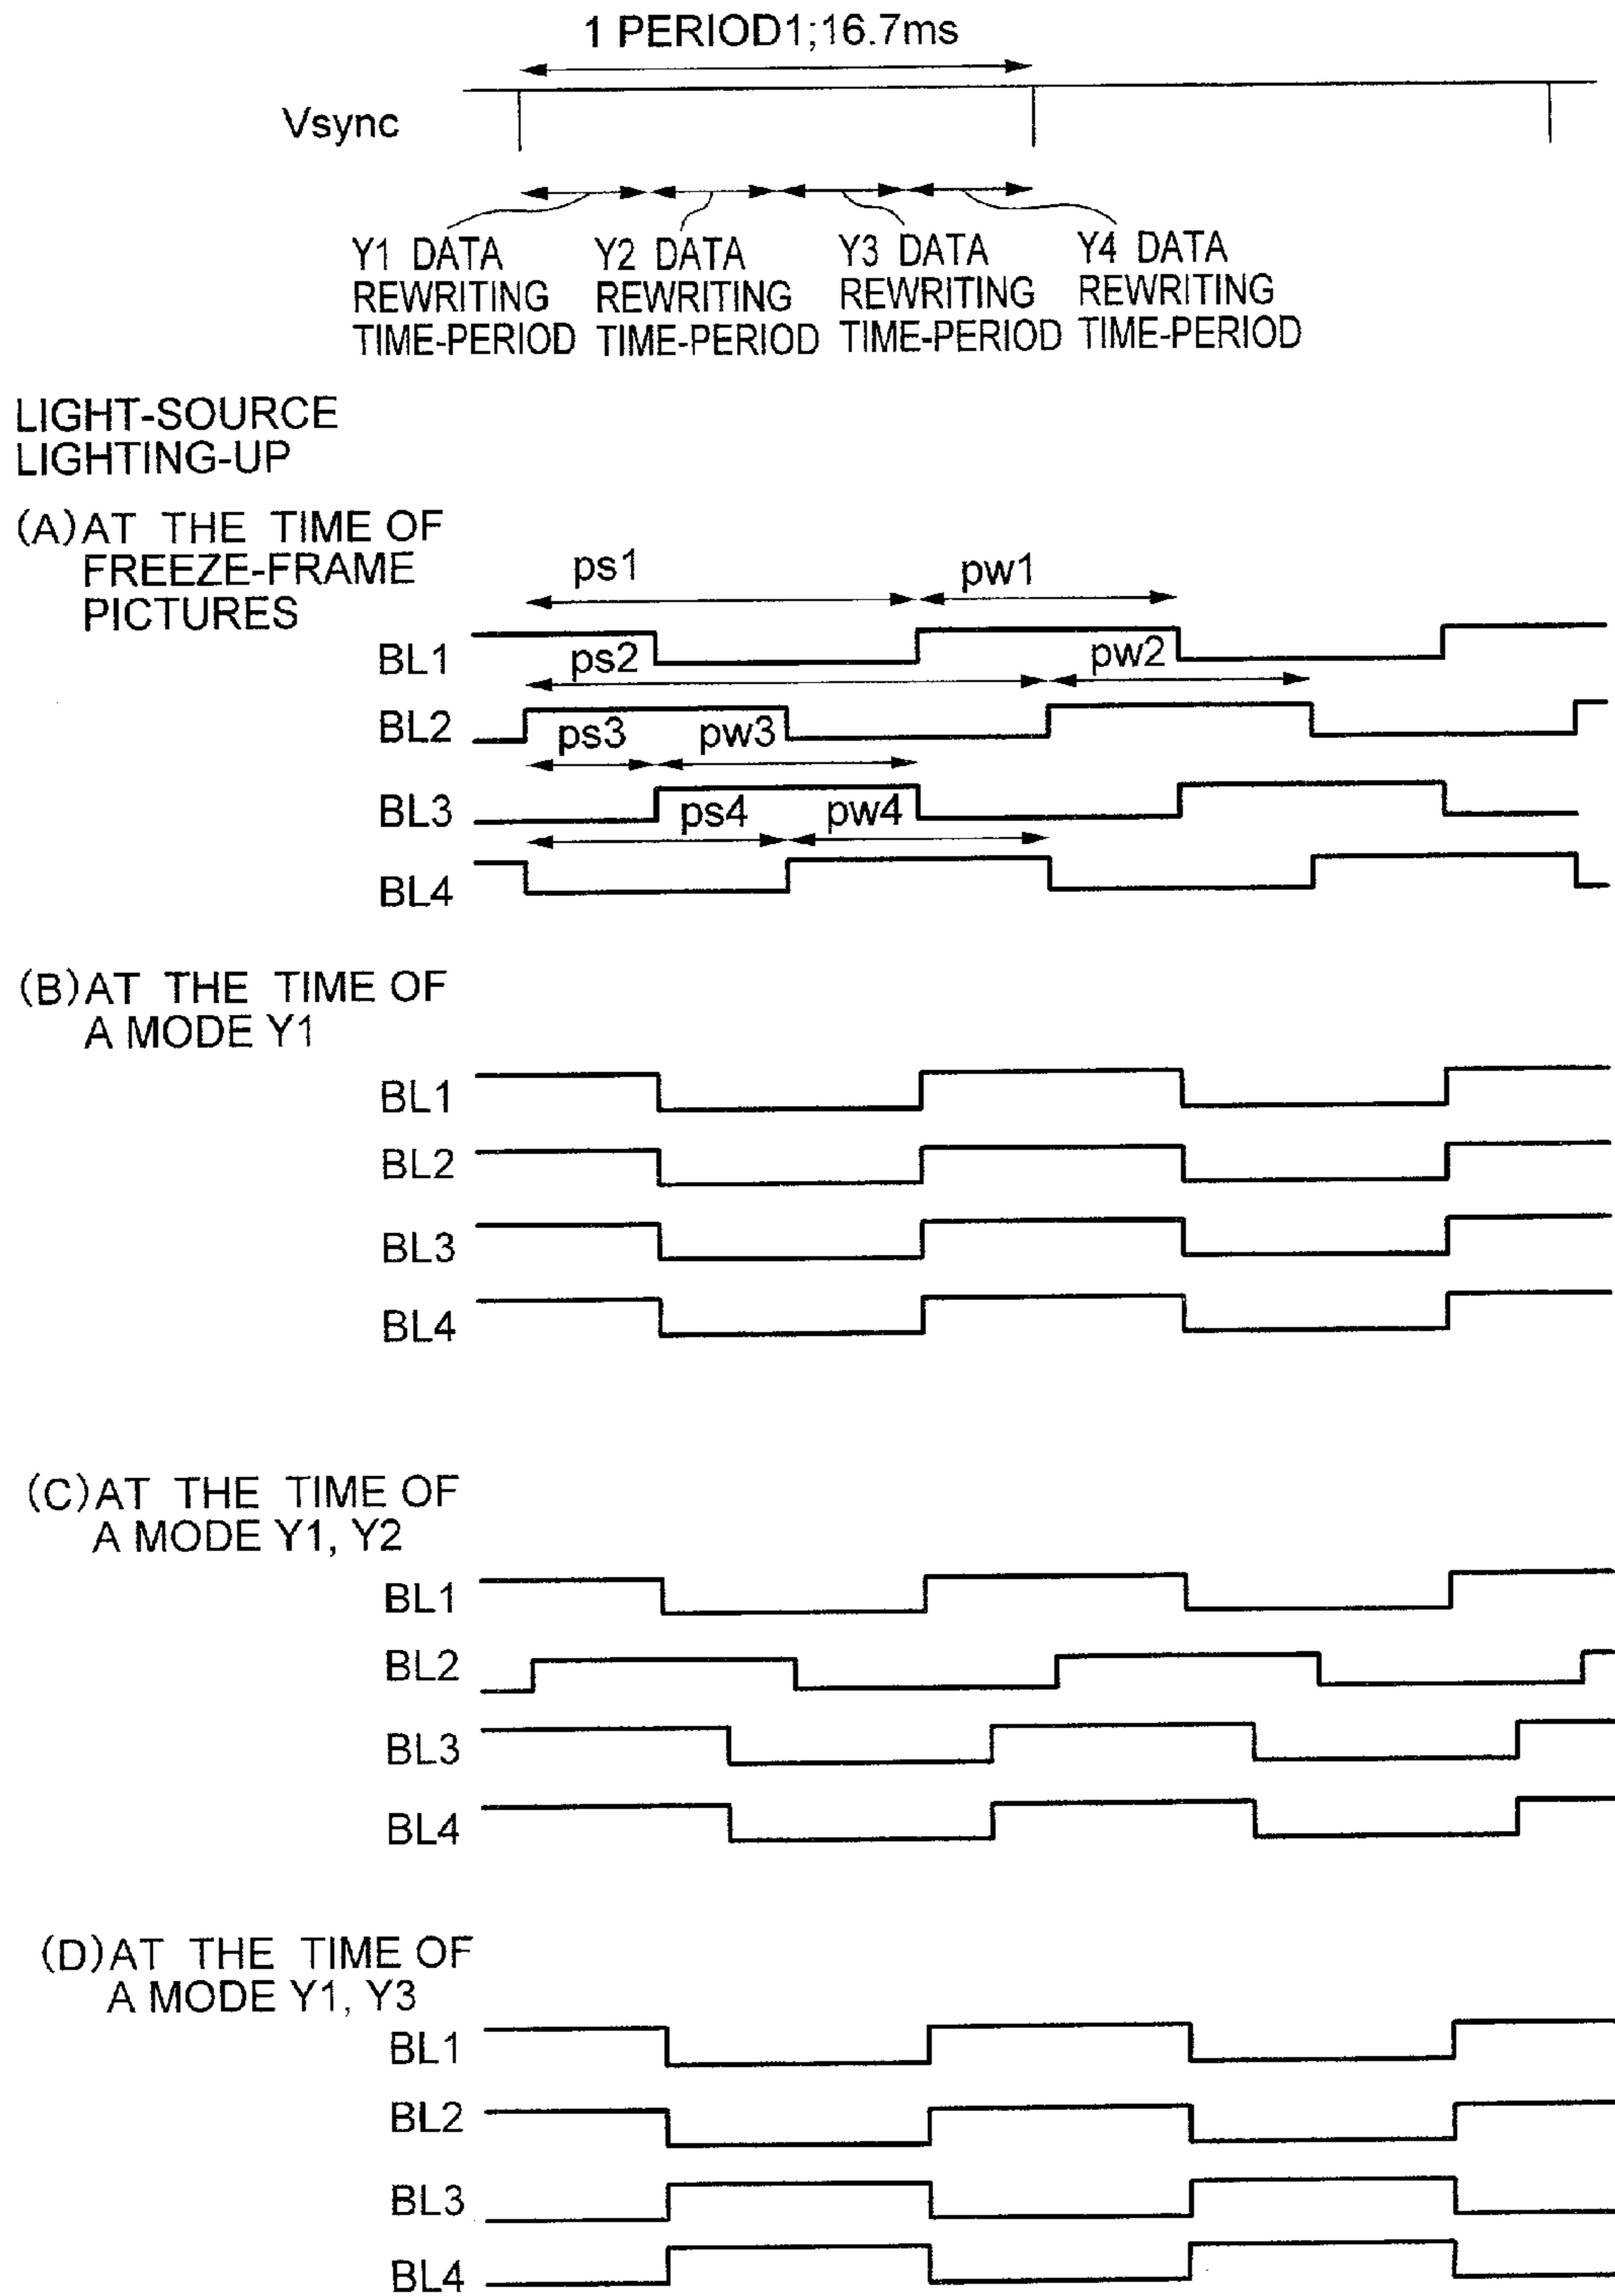 1 PERIOD1;16.7ms
Vsync
Y1 DATA REWRITING TIME-PERIOD
Y2 DATA REWRITING TIME-PERIOD
Y3 DATA REWRITING TIME-PERIOD
Y4 DATA REWRITING TIME-PERIOD
LIGHT-SOURCE
LIGHTING-UP
(A)AT THE TIME OF
FREEZE-FRAME
PICTURES
ps1 pw1
BL1
ps2 pw2
BL2
ps3 pw3
BL3
ps4 pw4
BL4
(B)AT THE TIME OF
A MODE Y1
BL1
BL2
BL3
BL4
(C)AT THE TIME OF
A MODE Y1, Y2
BL1
BL2
BL3
BL4
(D)AT THE TIME OF
A MODE Y1, Y3
BL1
BL2
BL3
BL4